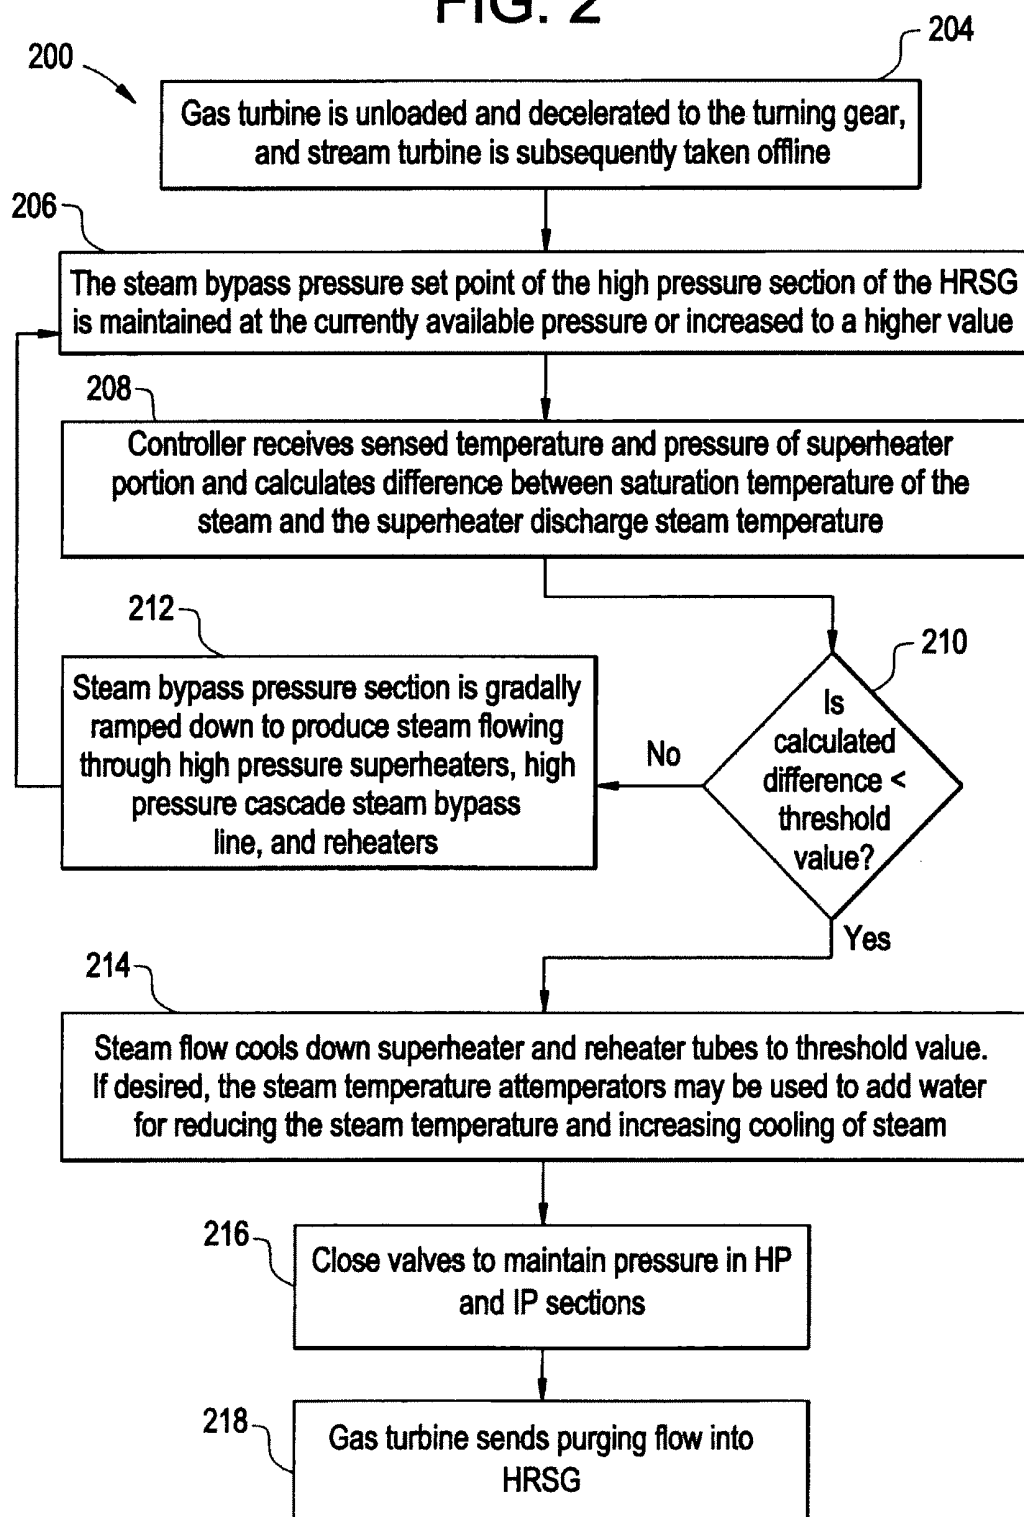 FIG. 2
200
204
Gas turbine is unloaded and decelerated to the turning gear,
and stream turbine is subsequently taken offline
206
The steam bypass pressure set point of the high pressure section of the HRSG
is maintained at the currently available pressure or increased to a higher value
208
Controller receives sensed temperature and pressure of superheater
portion and calculates difference between saturation temperature of the
steam and the superheater discharge steam temperature
212
Steam bypass pressure section is gradally
ramped down to produce steam flowing
through high pressure superheaters, high
pressure cascade steam bypass
line, and reheaters
No
210
Is
calculated
difference <
threshold
value?
Yes
214
Steam flow cools down superheater and reheater tubes to threshold value.
If desired, the steam temperature attemperators may be used to add water
for reducing the steam temperature and increasing cooling of steam
216
Close valves to maintain pressure in HP
and IP sections
218
Gas turbine sends purging flow into
HRSG